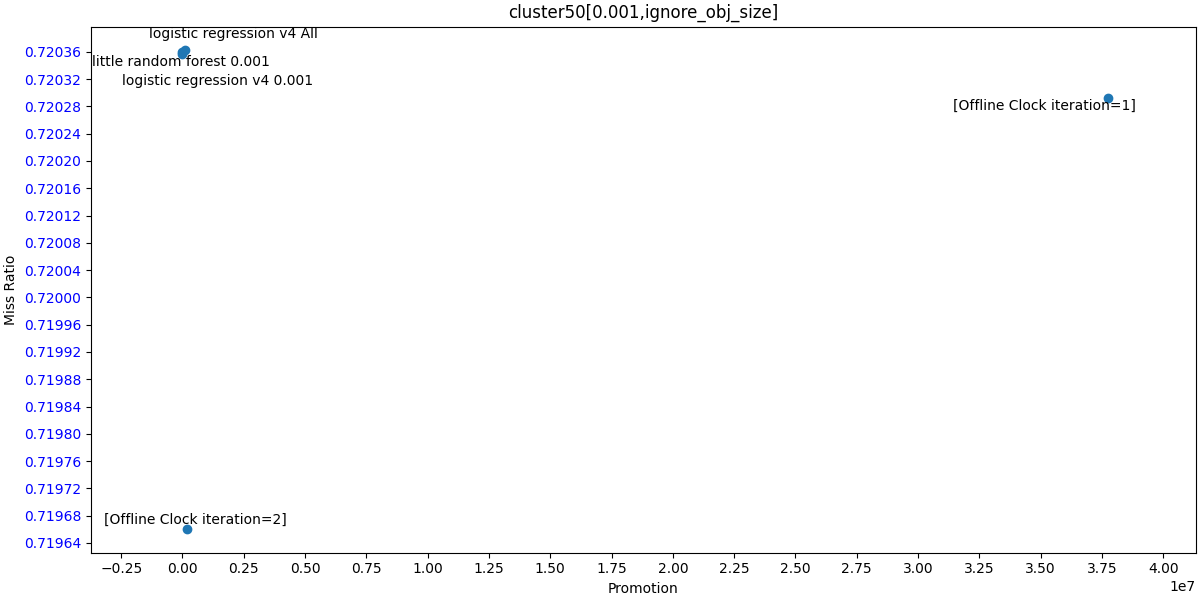 cluster50[0.001,ignore_obj_size]
logistic regression v4 All
little random forest 0.001
logistic regression v4 0.001
[Offline Clock iteration=1]
[Offline Clock iteration=2]
Miss Ratio
0.72036
0.72032
0.72028
0.72024
0.72020
0.72016
0.72012
0.72008
0.72004
0.72000
0.71996
0.71992
0.71988
0.71984
0.71980
0.71976
0.71972
0.71968
0.71964
−0.25 0.00 0.25 0.50 0.75 1.00 1.25 1.50 1.75 2.00 2.25 2.50 2.75 3.00 3.25 3.50 3.75 4.00
1e7
Promotion